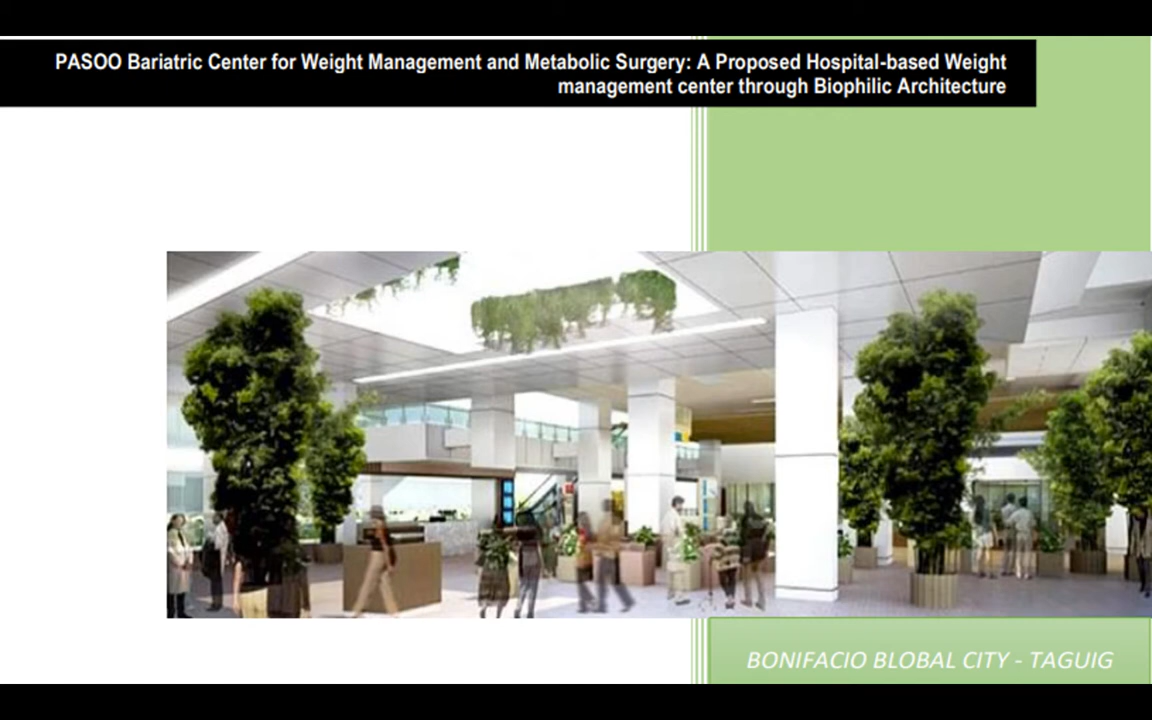 PASOO Bariatric Center for Weight Management and Metabolic Surgery: A Proposed Hospital-based Weight
management center through Biophilic Architecture
BONIFACIO BLOBAL CITY - TAGUIG